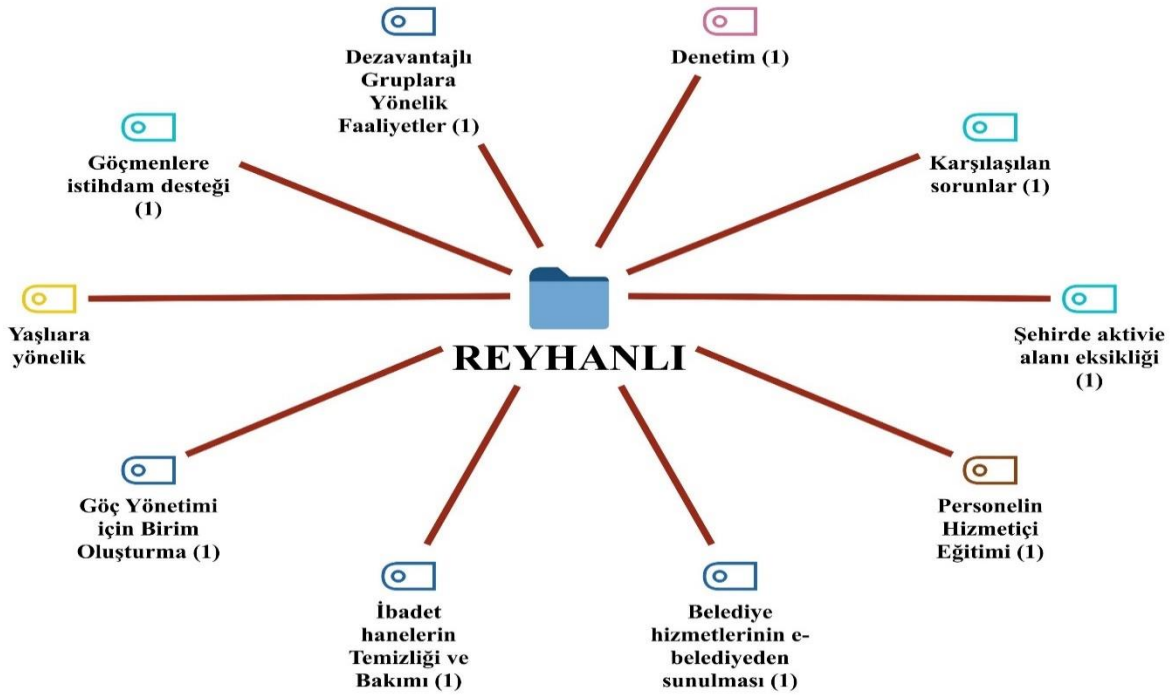 Dezavantajlı
Gruplara
Yönelik
Faaliyetler (1)
Denetim (1)
Göçmenlere
istihdam desteği
(1)
Karşılaşılan
sorunlar (1)
Yaşlıara
yönelik
REYHANLI
Şehirde aktivie
alanı eksikliği
(1)
Göç Yönetimi
için Birim
Oluşturma (1)
Personelin
Hizmetiçi
Eğitimi (1)
İbadet
hanelerin
Temizliği ve
Bakımı (1)
Belediye
hizmetlerinin e-
belediyeden
sunulması (1)